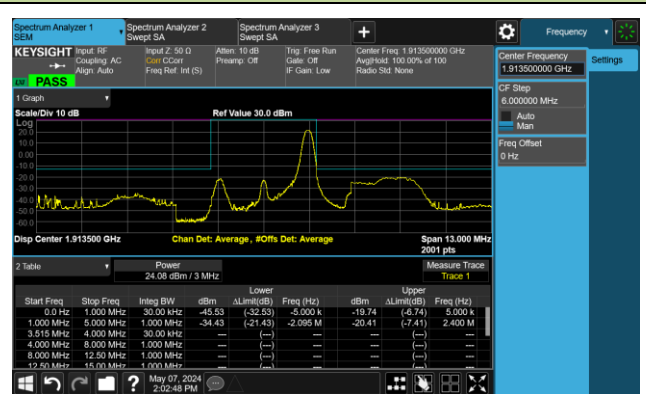 Spectrum Analyzer 1
SEM
Spectrum Analyzer 2
Swept SA
Spectrum Analyzer 3
Swept SA
+
Frequency
KEYSIGHT
Input: RF
Coupling: AC
Align: Auto
Input Z: 50 Ω
Corr CCorr
Freq Ref: Int (S)
Atten: 10 dB
Preamp: Off
Trig: Free Run
Gate: Off
IF Gain: Low
Center Freq: 1.913500000 GHz
Avg|Hold: 100.00% of 100
Radio Std: None
LV PASS
Center Frequency
1.913500000 GHz
Settings
CF Step
6.000000 MHz
Auto
Man
Freq Offset
0 Hz
1 Graph
Scale/Div 10 dB
Ref Value 30.0 dBm
Log
20.0
10.0
0.00
-10.0
-20.0
-30.0
-40.0
-50.0
-60.0
Disp Center 1.913500 GHz
Chan Det: Average, #Offs Det: Average
Span 13.000 MHz
2001 pts
2 Table
Power
24.08 dBm / 3 MHz
Measure Trace
Trace 1
Lower Upper
Start Freq Stop Freq Integ BW dBm ΔLimit(dB) Freq (Hz) dBm ΔLimit(dB) Freq (Hz)
0.0 Hz 1.000 MHz 30.00 kHz -45.53 (-32.53) -5.000 k -19.74 (-6.74) 5.000 k
1.000 MHz 5.000 MHz 1.000 MHz -34.43 (-21.43) -2.095 M -20.41 (-7.41) 2.400 M
3.515 MHz 4.000 MHz 30.00 kHz --- (---) --- --- (---) ---
4.000 MHz 8.000 MHz 1.000 MHz --- (---) --- --- (---) ---
8.000 MHz 12.50 MHz 1.000 MHz --- (---) --- --- (---) ---
12.50 MHz 15.00 MHz 1.000 MHz --- (---) --- --- (---) ---
?
May 07, 2024
2:02:48 PM